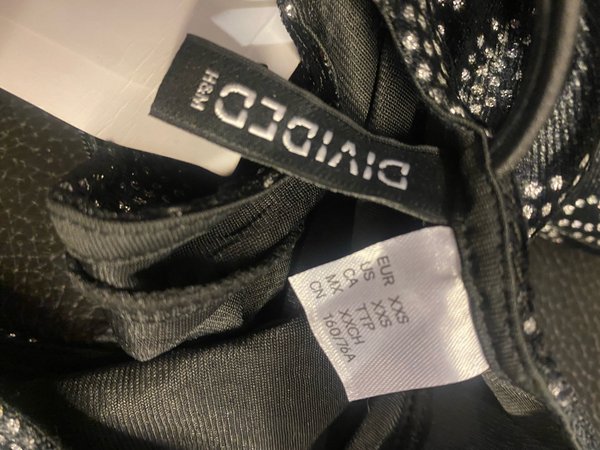 DIVIDED
H&M
EUR XXS
US XXS
CA TTP
MX XXCH
CN 160/76A